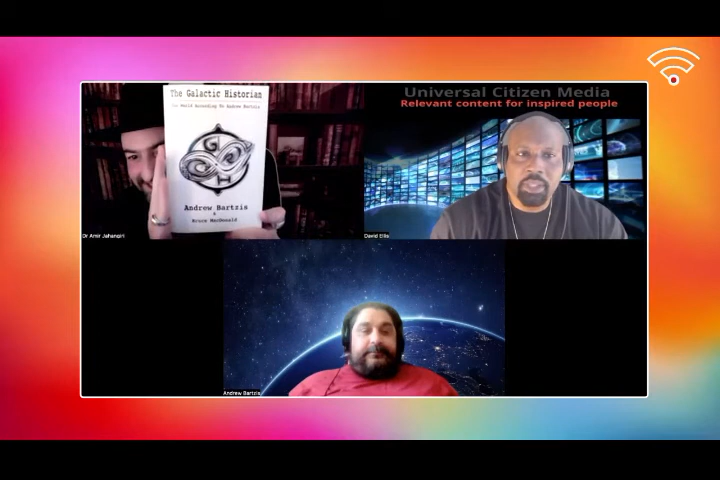 The Galactic Historian
The World According To Andrew Bartzis
Andrew Bartzis
&
Bruce MacDonald
Dr Amir Jahangiri
Universal Citizen Media
Relevant content for inspired people
David Ellis
Andrew Bartzis